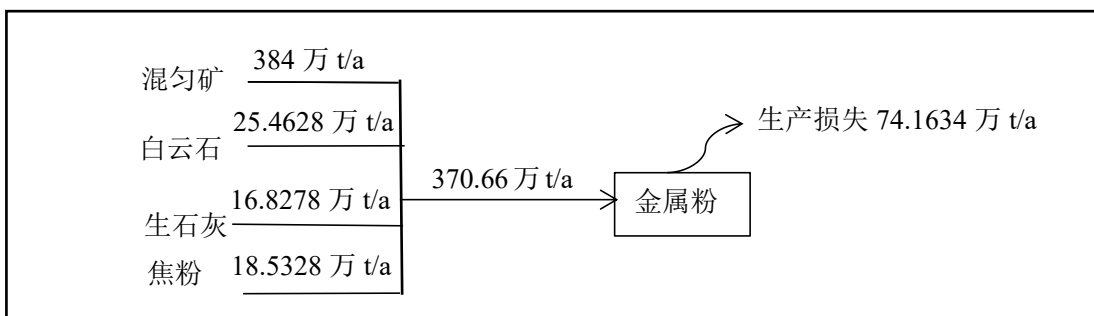 混匀矿 384 万 t/a
白云石 25.4628 万 t/a
生石灰 16.8278 万 t/a
焦粉 18.5328 万 t/a
370.66 万 t/a
金属粉
生产损失 74.1634 万 t/a